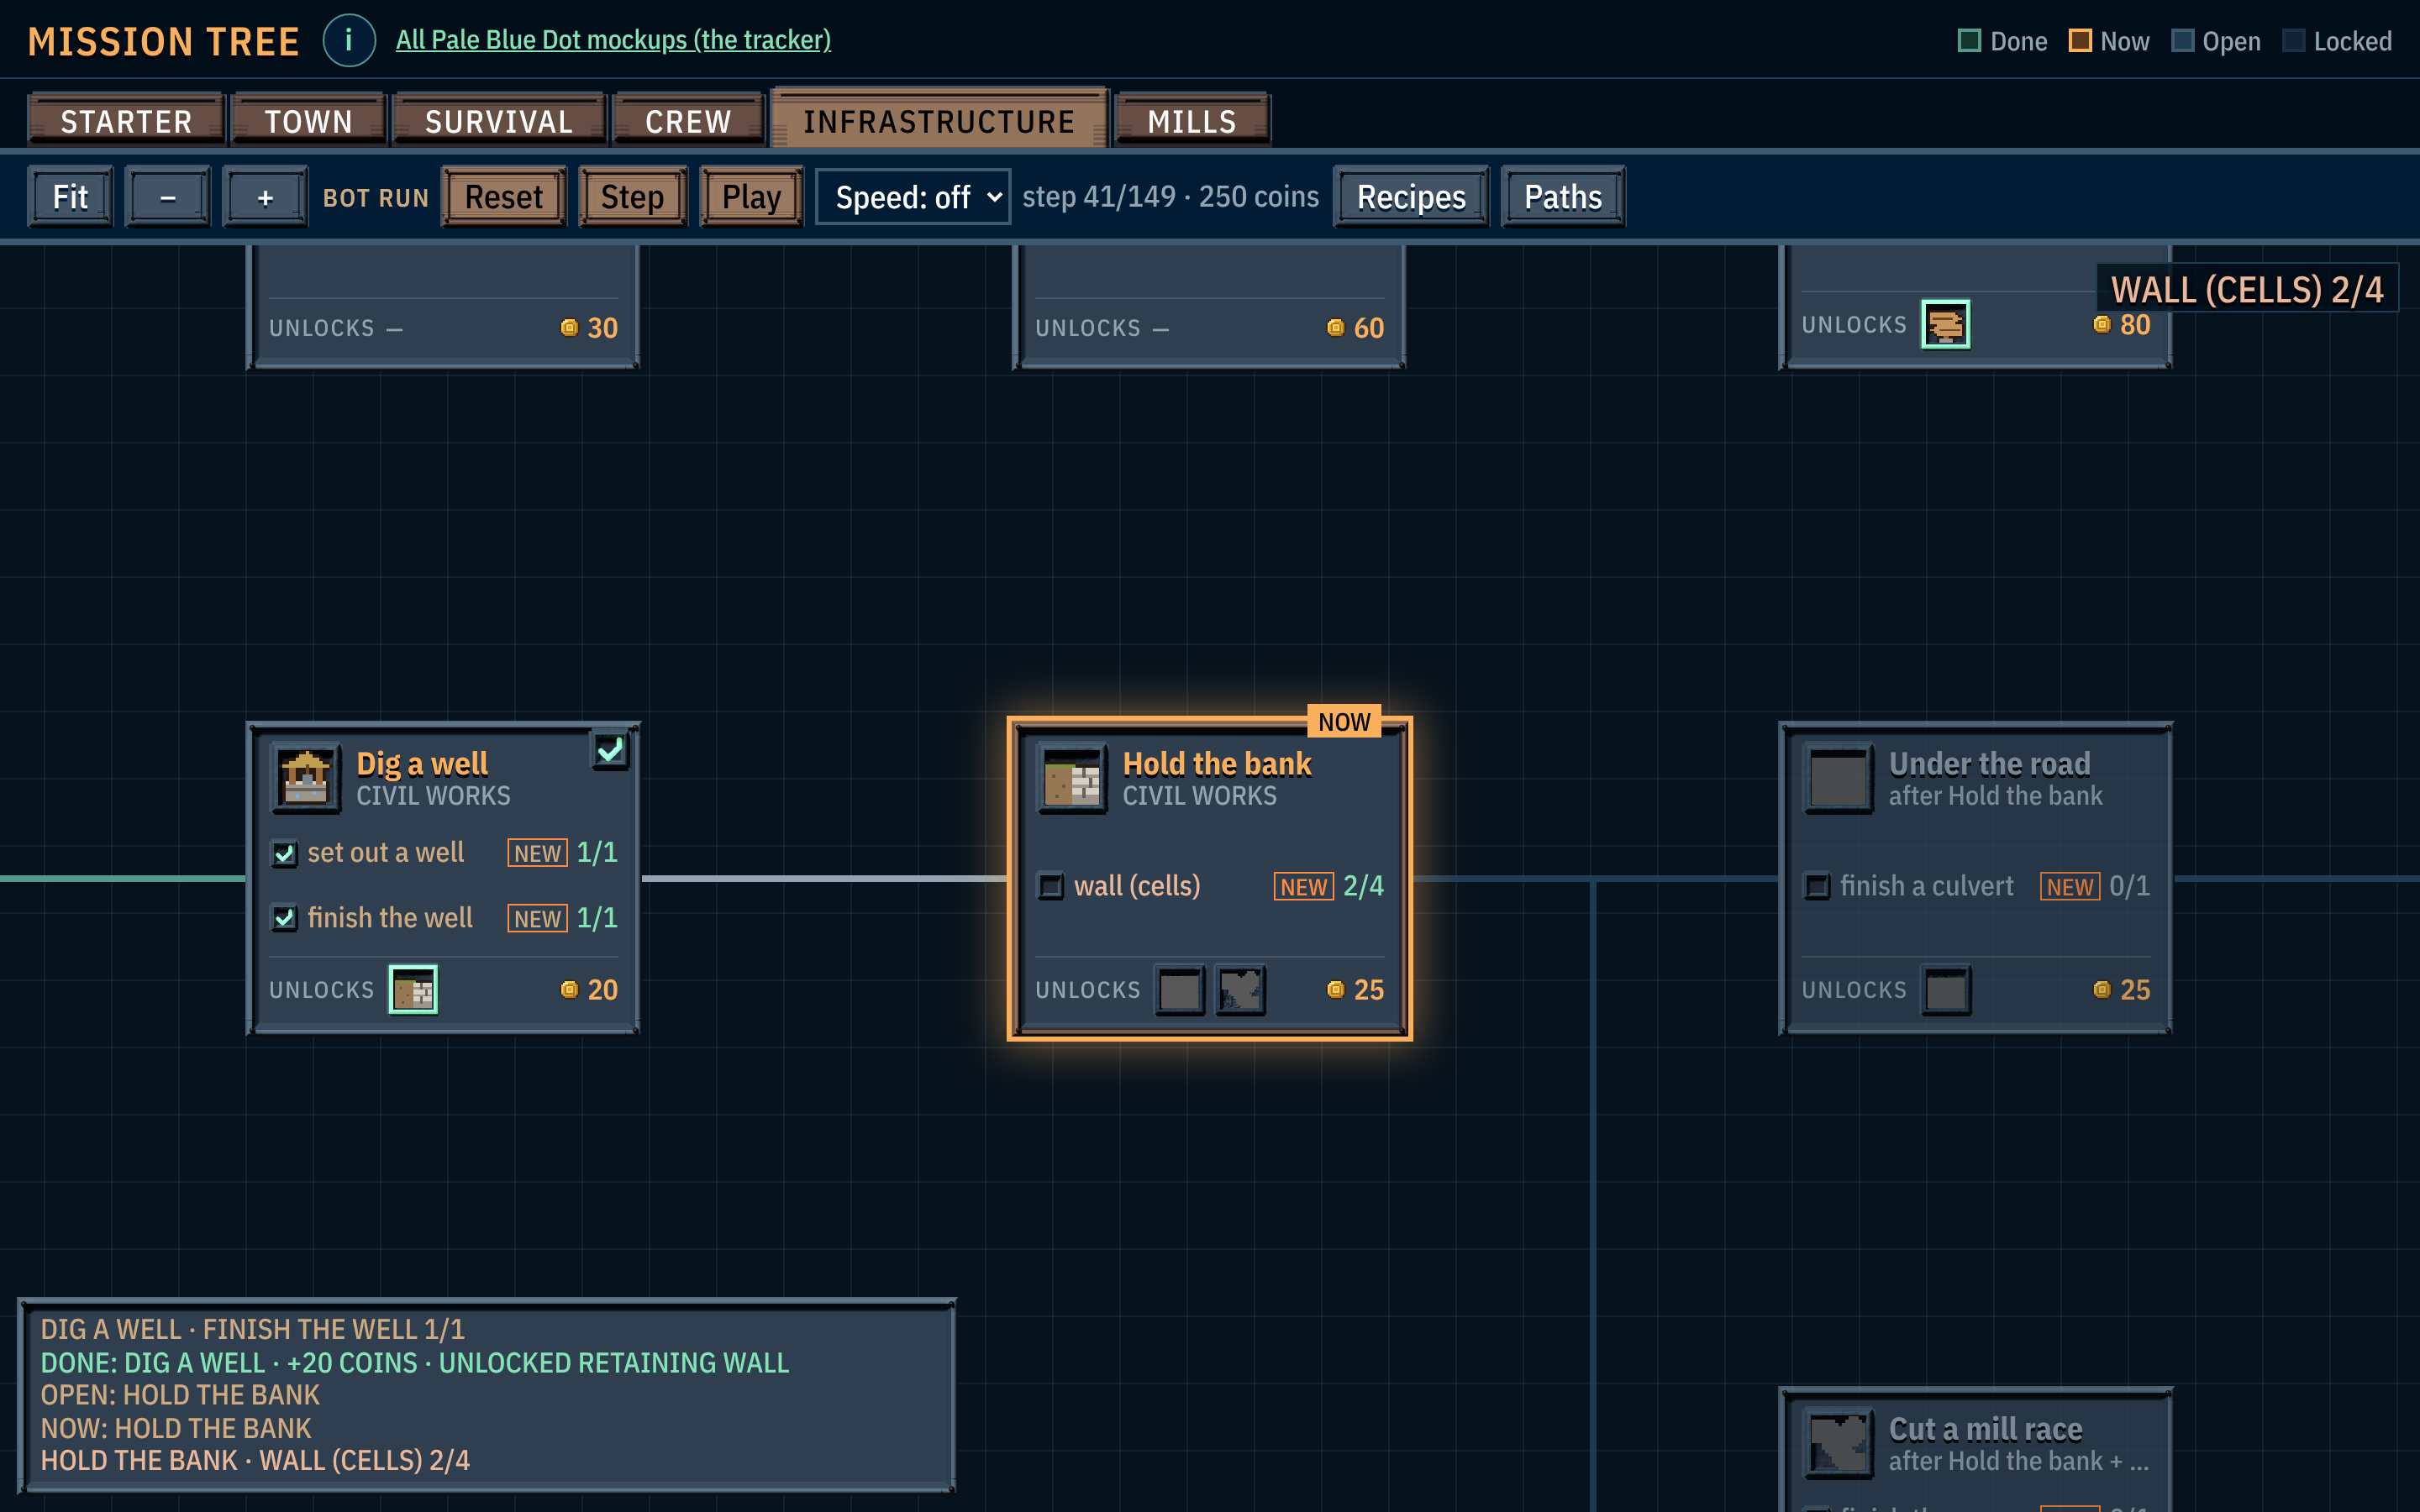 MISSION TREE
i
All Pale Blue Dot mockups (the tracker)
Done
Now
Open
Locked
STARTER
TOWN
SURVIVAL
CREW
INFRASTRUCTURE
MILLS
Fit
–
+
BOT RUN
Reset
Step
Play
Speed: off
step 41/149 · 250 coins
Recipes
Paths
UNLOCKS – 30
UNLOCKS – 60
UNLOCKS 80
WALL (CELLS) 2/4
Dig a well
CIVIL WORKS
set out a well NEW 1/1
finish the well NEW 1/1
UNLOCKS 20
NOW
Hold the bank
CIVIL WORKS
wall (cells) NEW 2/4
UNLOCKS 25
Under the road
after Hold the bank
finish a culvert NEW 0/1
UNLOCKS 25
DIG A WELL · FINISH THE WELL 1/1
DONE: DIG A WELL · +20 COINS · UNLOCKED RETAINING WALL
OPEN: HOLD THE BANK
NOW: HOLD THE BANK
HOLD THE BANK · WALL (CELLS) 2/4
Cut a mill race
after Hold the bank + ...